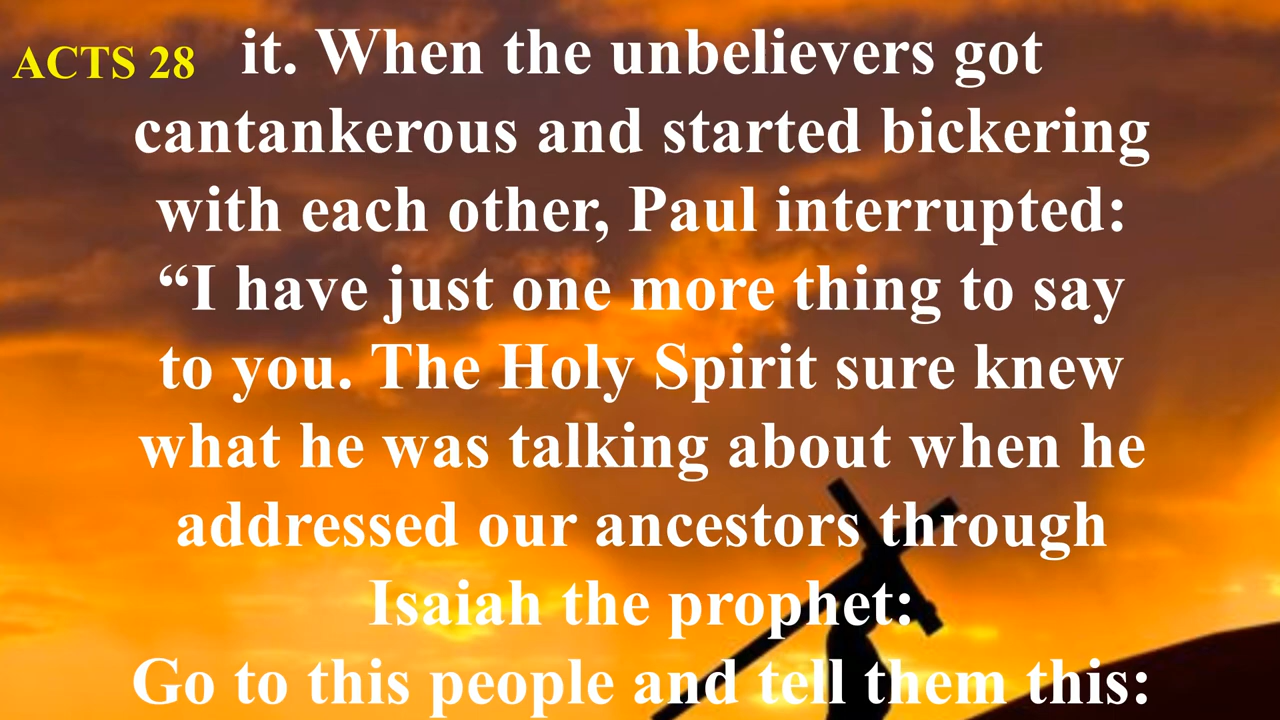 ACTS 28
it. When the unbelievers got
cantankerous and started bickering
with each other, Paul interrupted:
“I have just one more thing to say
to you. The Holy Spirit sure knew
what he was talking about when he
addressed our ancestors through
Isaiah the prophet:
Go to this people and tell them this: